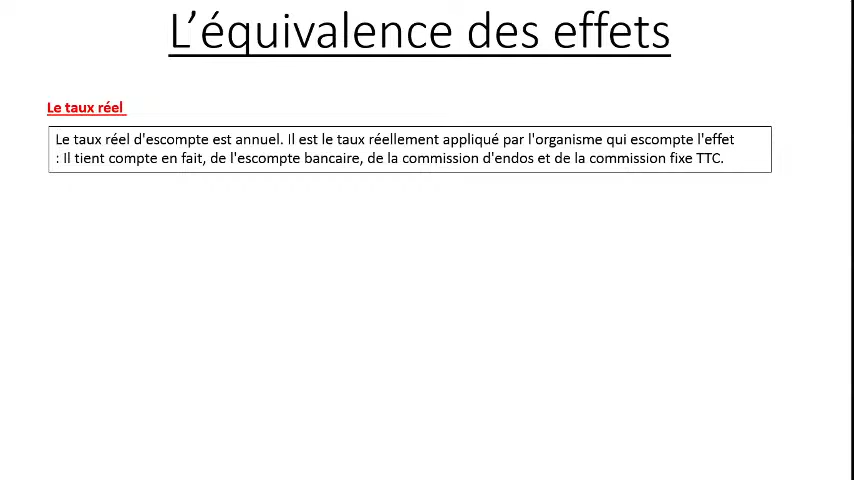 L’équivalence des effets
Le taux réel
Le taux réel d'escompte est annuel. Il est le taux réellement appliqué par l'organisme qui escompte l'effet
: Il tient compte en fait, de l'escompte bancaire, de la commission d'endos et de la commission fixe TTC.